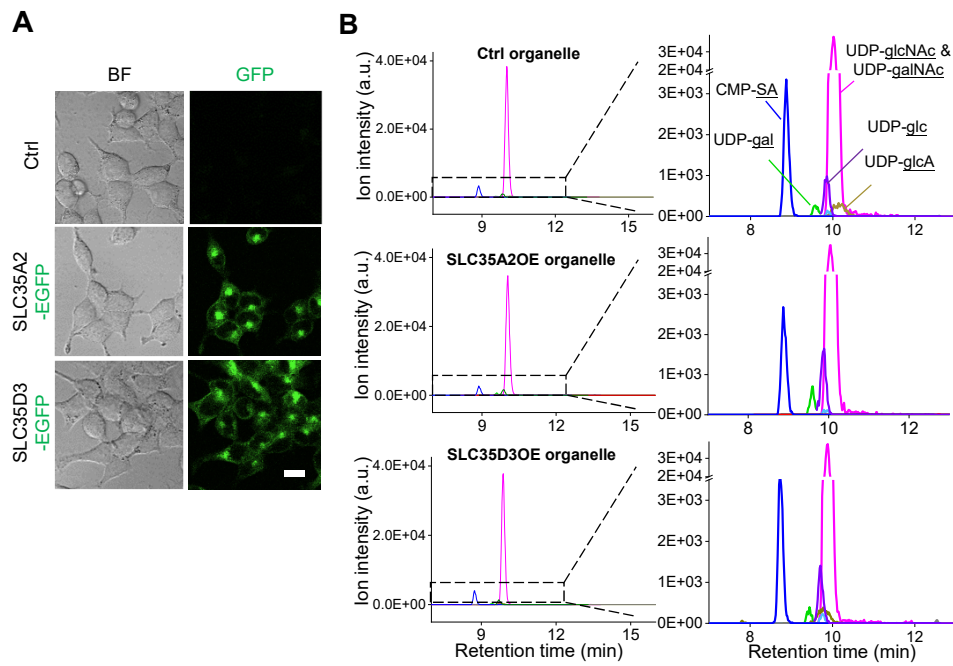 A
BF
GFP
Ctrl
SLC35A2
-EGFP
SLC35D3
-EGFP
B
Ctrl organelle
4.0E+04
2.0E+04
0.0E+00
Ion intensity (a.u.)
9
12
15
3E+04
2E+04
3E+03
2E+03
1E+03
0E+00
CMP-SA
UDP-gal
UDP-glcNAc &
UDP-galNAc
UDP-glc
UDP-glcA
8
10
12
SLC35A2OE organelle
4.0E+04
2.0E+04
0.0E+00
Ion intensity (a.u.)
9
12
15
3E+04
2E+04
3E+03
2E+03
1E+03
0E+00
8
10
12
SLC35D3OE organelle
4.0E+04
2.0E+04
0.0E+00
Ion intensity (a.u.)
9
12
15
Retention time (min)
3E+04
2E+04
3E+03
2E+03
1E+03
0E+00
8
10
12
Retention time (min)